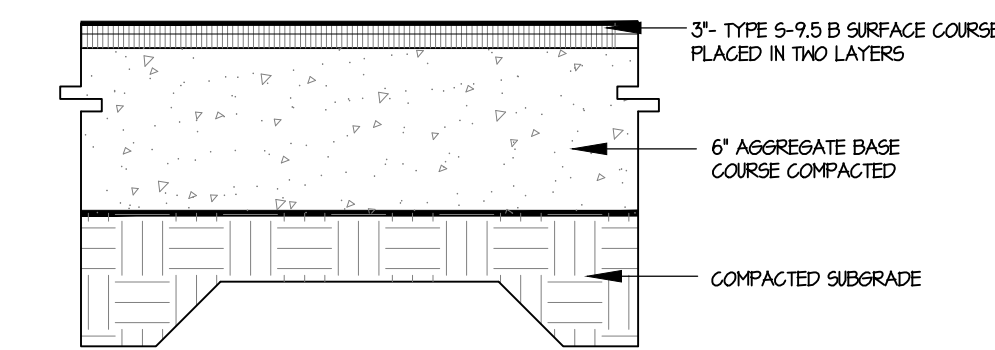 3"- TYPE S-9.5 B SURFACE COURSE
PLACED IN TWO LAYERS
6" AGGREGATE BASE
COURSE COMPACTED
COMPACTED SUBGRADE